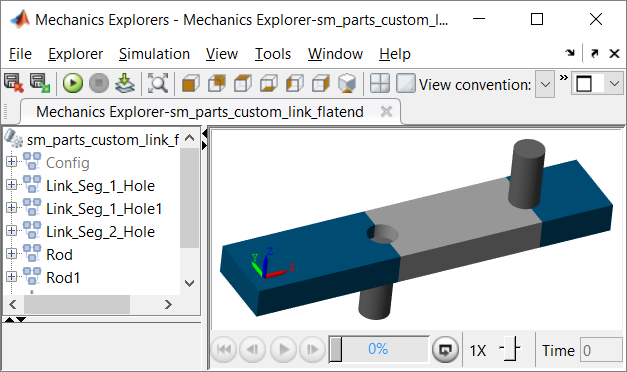 Mechanics Explorers - Mechanics Explorer-sm_parts_custom_l...
File Explorer Simulation View Tools Window Help
View convention: »
Mechanics Explorer-sm_parts_custom_link_flatend
sm_parts_custom_link_f
Config
Link_Seg_1_Hole
Link_Seg_1_Hole1
Link_Seg_2_Hole
Rod
Rod1
Y Z X
0% 1X Time 0